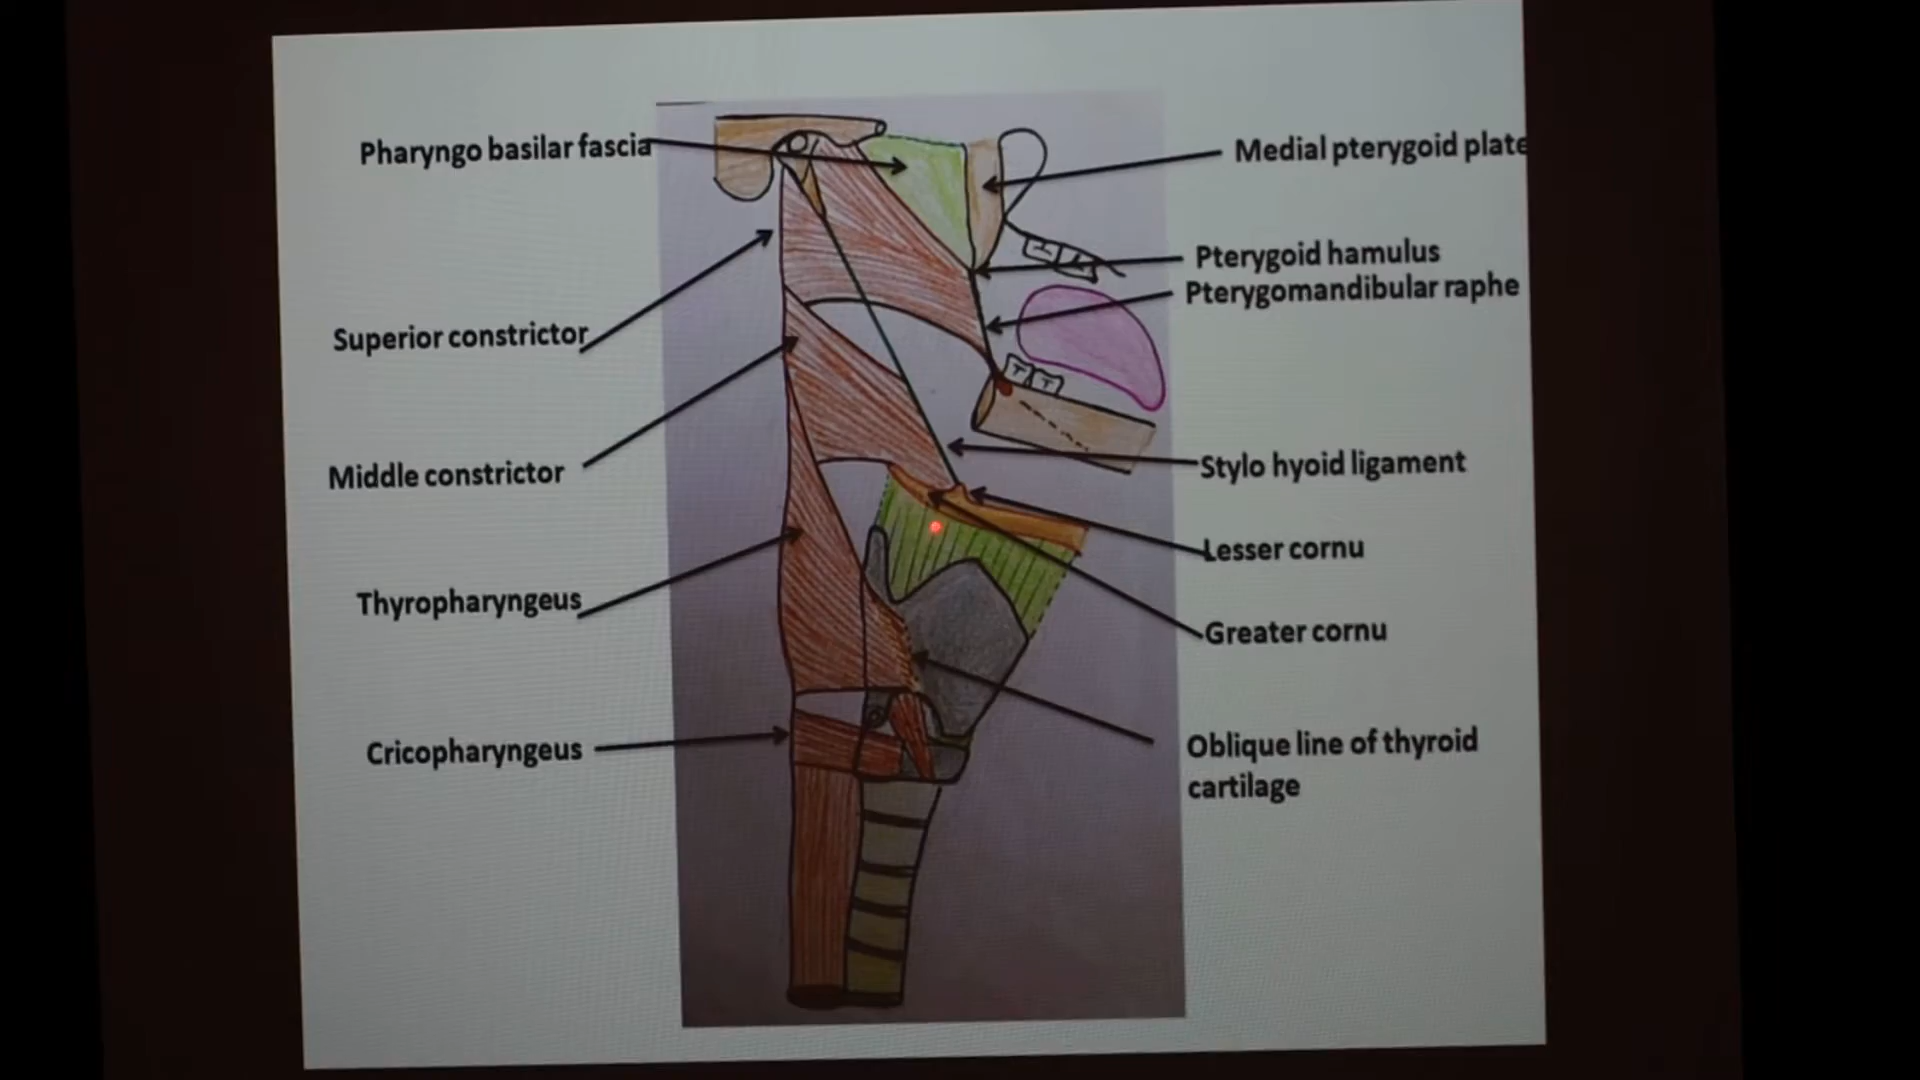 Pharyngo basilar fascia
Medial pterygoid plate
Pterygoid hamulus
Pterygomandibular raphe
Superior constrictor
Middle constrictor
Stylo hyoid ligament
Lesser cornu
Thyropharyngeus
Greater cornu
Cricopharyngeus
Oblique line of thyroid
cartilage